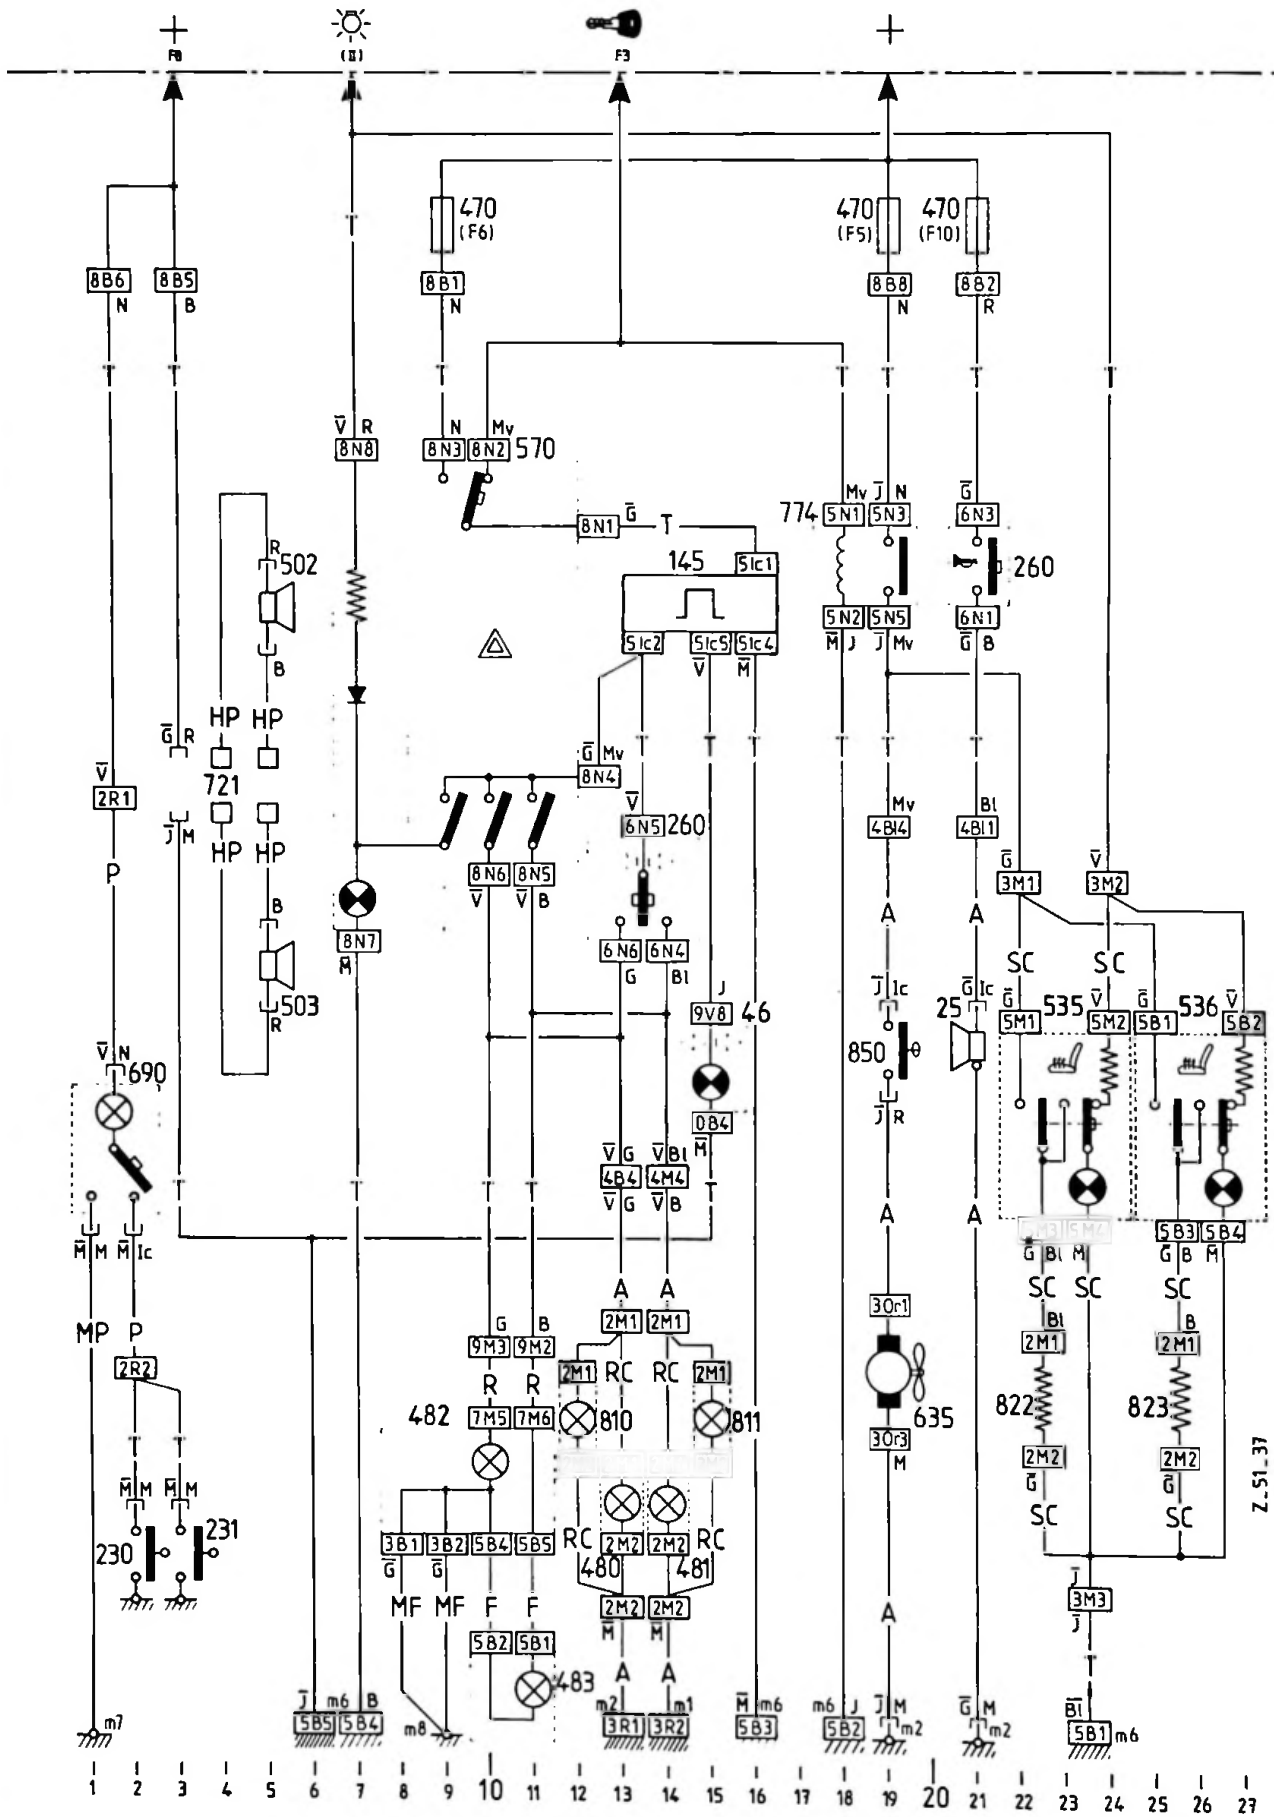 + +
F8 (II) F3
470 470 470
(F6) (F5) (F10)
8B6 8B5 8B1 8B8 8B2
N B N N R
T
T T T T T T T
V̅ R N Mv
8N8 8N3 8N2 570
Mv J̅ N G̅
8N1 G̅ T 774 5N1 5N3 6N3
R 502 145 5Ic1 260
5N2 5N5 6N1
5Ic2 5Ic5 5Ic4 M̅ J J̅ Mv G̅ B
B V̅ M̅
HP HP
G̅ R T T T T T T
721 G̅ Mv
8N4
V̅
2R1 V̅ Mv Bl
J̅ M 6N5 260 4Bl4 4Bl1
HP HP
P 8N6 8N5 G̅ V̅
V̅ V̅ B 3M1 3M2
B A A
8N7 6N6 6N4
M̅ G Bl SC SC
503 J J̅ Ic G̅ Ic G̅ 535 V̅ G̅ 536 V̅
R 9V8 46 25 5M1 5M2 5B1 5B2
V̅ N 690 850
0B4 J̅ R
M̅
V̅ G V̅ Bl
4B4 4M4
T T T T V̅ G V̅ B T A A
M̅ M M̅ Ic 5M3 5M4 5B3 5B4
G̅ Bl M̅ G̅ B M̅
A A SC SC SC
MP P G B 2M1 2M1 3Or1 Bl B
9M3 9M2 2M1 2M1
2R2 R R 2M1 RC RC 2M1
482 7M5 7M6 810 811 635 822 823
3Or3
T T M 2M2 2M2
G̅ G̅
M̅ M M̅ M SC SC
230 231
3B1 3B2 5B4 5B5 RC 2M2 2M2 RC
G̅ G̅ 480 481
MF MF F F 2M2 2M2 J̅
M̅ M̅ 3M3
A J̅
5B2 5B1 A A T
483
m7 J̅ m6 B m8 m2 m1 M̅ m6 m6 J J̅ M G̅ M Bl̅
5B5 5B4 3R1 3R2 5B3 5B2 m2 m2 5B1 m6
1 2 3 4 5 6 7 8 9 10 11 12 13 14 15 16 17 18 19 20 21 22 23 24 25 26 27
Z.51_37